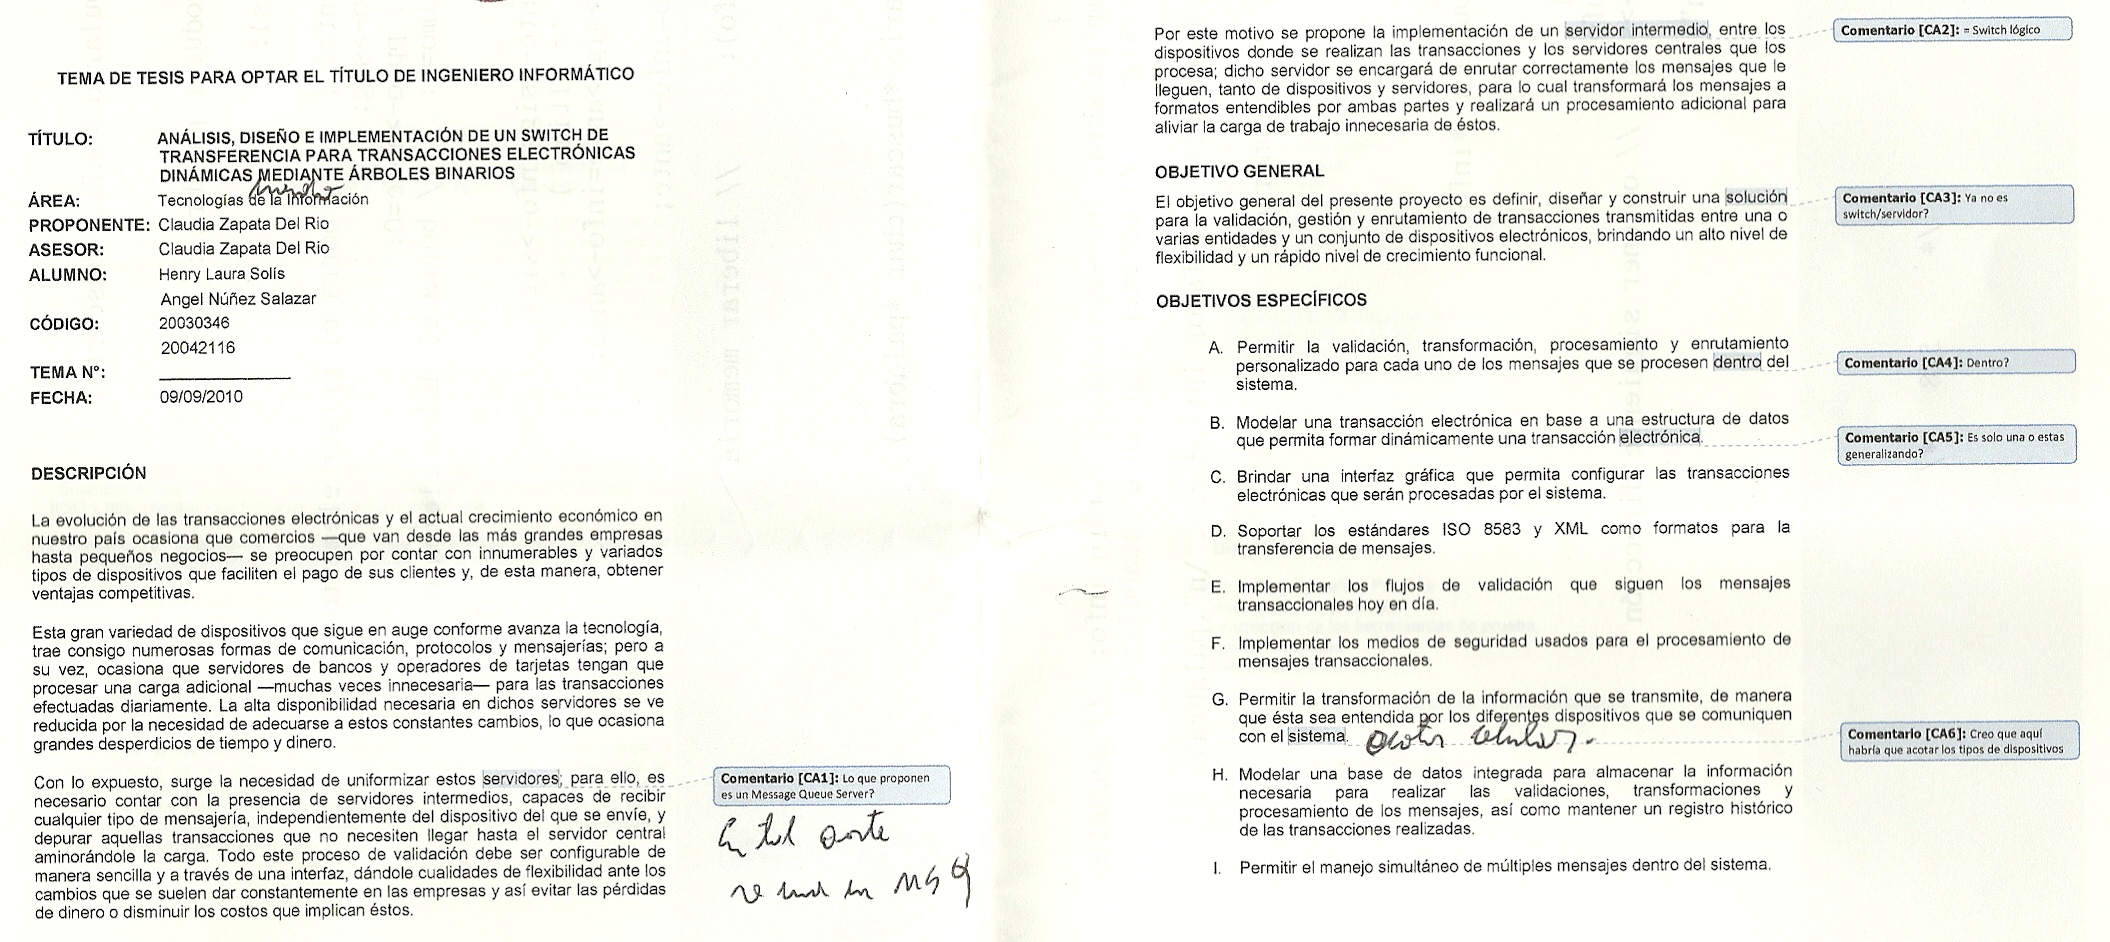 TEMA DE TESIS PARA OPTAR EL TÍTULO DE INGENIERO INFORMÁTICO
TÍTULO: ANÁLISIS, DISEÑO E IMPLEMENTACIÓN DE UN SWITCH DE
TRANSFERENCIA PARA TRANSACCIONES ELECTRÓNICAS
DINÁMICAS MEDIANTE ÁRBOLES BINARIOS
ÁREA: Tecnologías de la Información
PROPONENTE: Claudia Zapata Del Rio
ASESOR: Claudia Zapata Del Rio
ALUMNO: Henry Laura Solís
Angel Núñez Salazar
CÓDIGO: 20030346
20042116
TEMA N°:
FECHA: 09/09/2010
DESCRIPCIÓN
La evolución de las transacciones electrónicas y el actual crecimiento económico en
nuestro país ocasiona que comercios —que van desde las más grandes empresas
hasta pequeños negocios— se preocupen por contar con innumerables y variados
tipos de dispositivos que faciliten el pago de sus clientes y, de esta manera, obtener
ventajas competitivas.
Esta gran variedad de dispositivos que sigue en auge conforme avanza la tecnología,
trae consigo numerosas formas de comunicación, protocolos y mensajerías; pero a
su vez, ocasiona que servidores de bancos y operadores de tarjetas tengan que
procesar una carga adicional —muchas veces innecesaria— para las transacciones
efectuadas diariamente. La alta disponibilidad necesaria en dichos servidores se ve
reducida por la necesidad de adecuarse a estos constantes cambios, lo que ocasiona
grandes desperdicios de tiempo y dinero.
Con lo expuesto, surge la necesidad de uniformizar estos servidores; para ello, es
necesario contar con la presencia de servidores intermedios, capaces de recibir
cualquier tipo de mensajería, independientemente del dispositivo del que se envíe, y
depurar aquellas transacciones que no necesiten llegar hasta el servidor central
aminorándole la carga. Todo este proceso de validación debe ser configurable de
manera sencilla y a través de una interfaz, dándole cualidades de flexibilidad ante los
cambios que se suelen dar constantemente en las empresas y así evitar las pérdidas
de dinero o disminuir los costos que implican éstos.
Comentario [CA1]: Lo que proponen
es un Message Queue Server?
Por este motivo se propone la implementación de un servidor intermedio, entre los
dispositivos donde se realizan las transacciones y los servidores centrales que los
procesa; dicho servidor se encargará de enrutar correctamente los mensajes que le
lleguen, tanto de dispositivos y servidores, para lo cual transformará los mensajes a
formatos entendibles por ambas partes y realizará un procesamiento adicional para
aliviar la carga de trabajo innecesaria de éstos.
Comentario [CA2]: = Switch lógico
OBJETIVO GENERAL
El objetivo general del presente proyecto es definir, diseñar y construir una solución
para la validación, gestión y enrutamiento de transacciones transmitidas entre una o
varias entidades y un conjunto de dispositivos electrónicos, brindando un alto nivel de
flexibilidad y un rápido nivel de crecimiento funcional.
Comentario [CA3]: Ya no es
switch/servidor?
OBJETIVOS ESPECÍFICOS
A. Permitir la validación, transformación, procesamiento y enrutamiento
personalizado para cada uno de los mensajes que se procesen dentro del
sistema.
Comentario [CA4]: Dentro?
B. Modelar una transacción electrónica en base a una estructura de datos
que permita formar dinámicamente una transacción electrónica.
Comentario [CA5]: Es solo una o estas
generalizando?
C. Brindar una interfaz gráfica que permita configurar las transacciones
electrónicas que serán procesadas por el sistema.
D. Soportar los estándares ISO 8583 y XML como formatos para la
transferencia de mensajes.
E. Implementar los flujos de validación que siguen los mensajes
transaccionales hoy en día.
F. Implementar los medios de seguridad usados para el procesamiento de
mensajes transaccionales.
G. Permitir la transformación de la información que se transmite, de manera
que ésta sea entendida por los diferentes dispositivos que se comuniquen
con el sistema.
Comentario [CA6]: Creo que aquí
habría que acotar los tipos de dispositivos
H. Modelar una base de datos integrada para almacenar la información
necesaria para realizar las validaciones, transformaciones y
procesamiento de los mensajes, así como mantener un registro histórico
de las transacciones realizadas.
I. Permitir el manejo simultáneo de múltiples mensajes dentro del sistema.